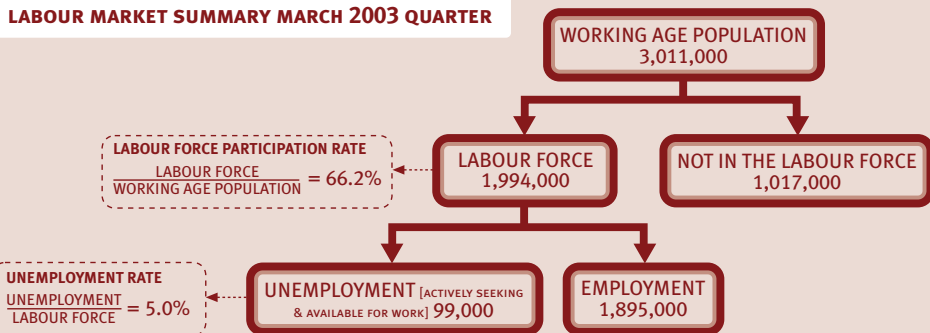 LABOUR MARKET SUMMARY MARCH 2003 QUARTER
WORKING AGE POPULATION
3,011,000
LABOUR FORCE PARTICIPATION RATE
LABOUR FORCE
WORKING AGE POPULATION
= 66.2%
LABOUR FORCE
1,994,000
NOT IN THE LABOUR FORCE
1,017,000
UNEMPLOYMENT RATE
UNEMPLOYMENT
LABOUR FORCE
= 5.0%
UNEMPLOYMENT [ACTIVELY SEEKING
& AVAILABLE FOR WORK] 99,000
EMPLOYMENT
1,895,000